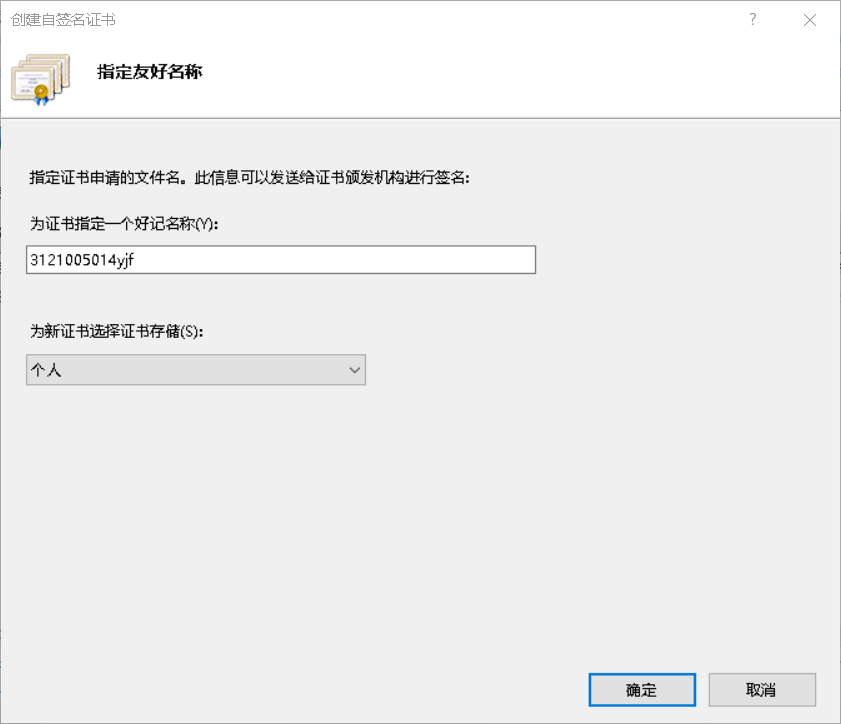 创建自签名证书
?
指定友好名称
指定证书申请的文件名。此信息可以发送给证书颁发机构进行签名:
为证书指定一个好记名称(Y):
3121005014yjf
为新证书选择证书存储(S):
个人
确定
取消